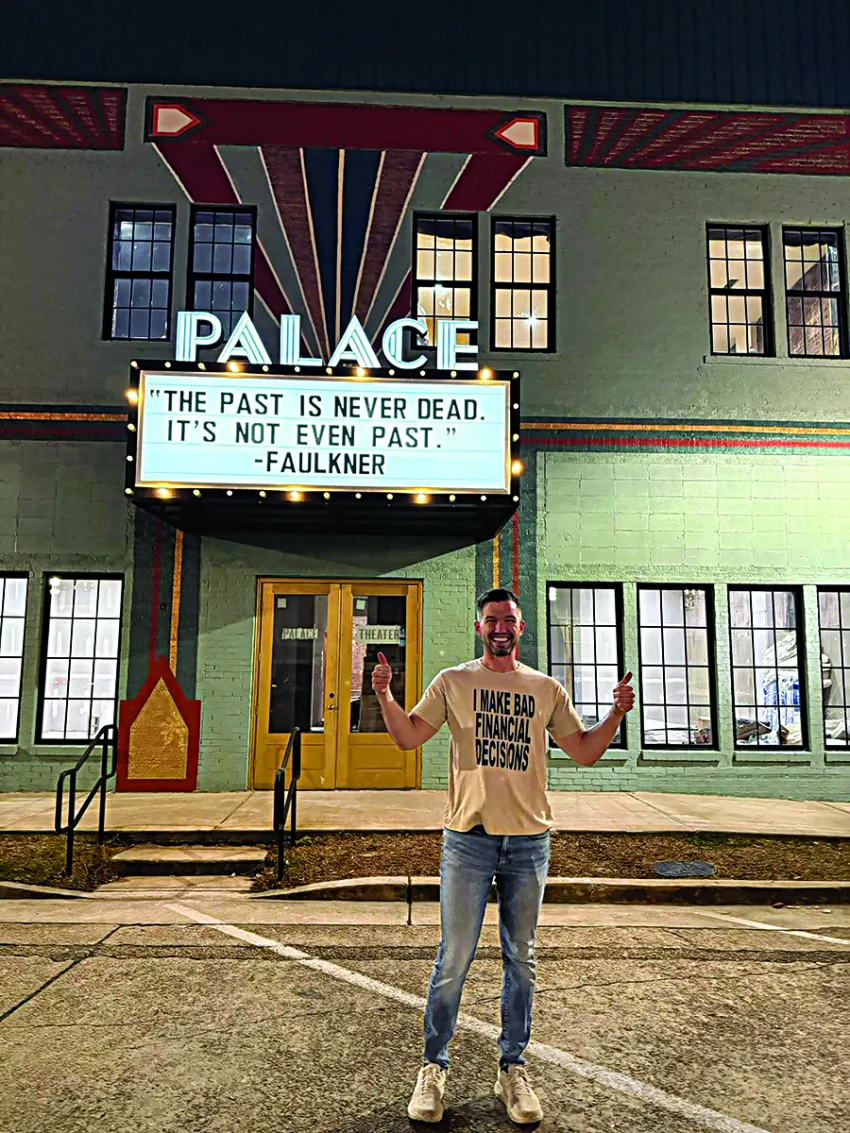 PALACE
"THE PAST IS NEVER DEAD.
IT'S NOT EVEN PAST."
-FAULKNER
PALACE THEATER
I MAKE BAD
FINANCIAL
DECISIONS